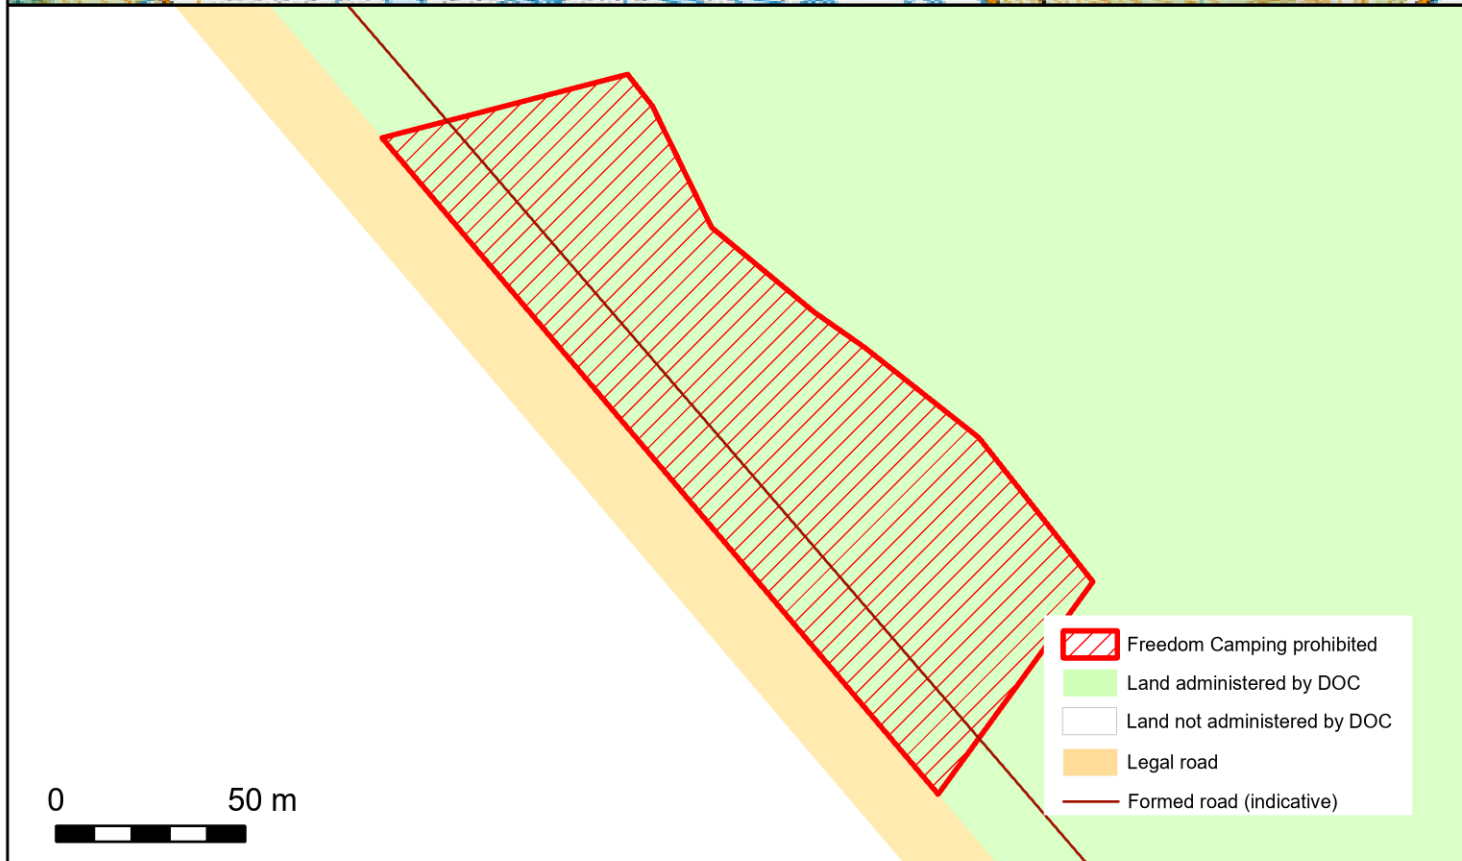 Freedom Camping prohibited
Land administered by DOC
Land not administered by DOC
Legal road
Formed road (indicative)
0 50 m